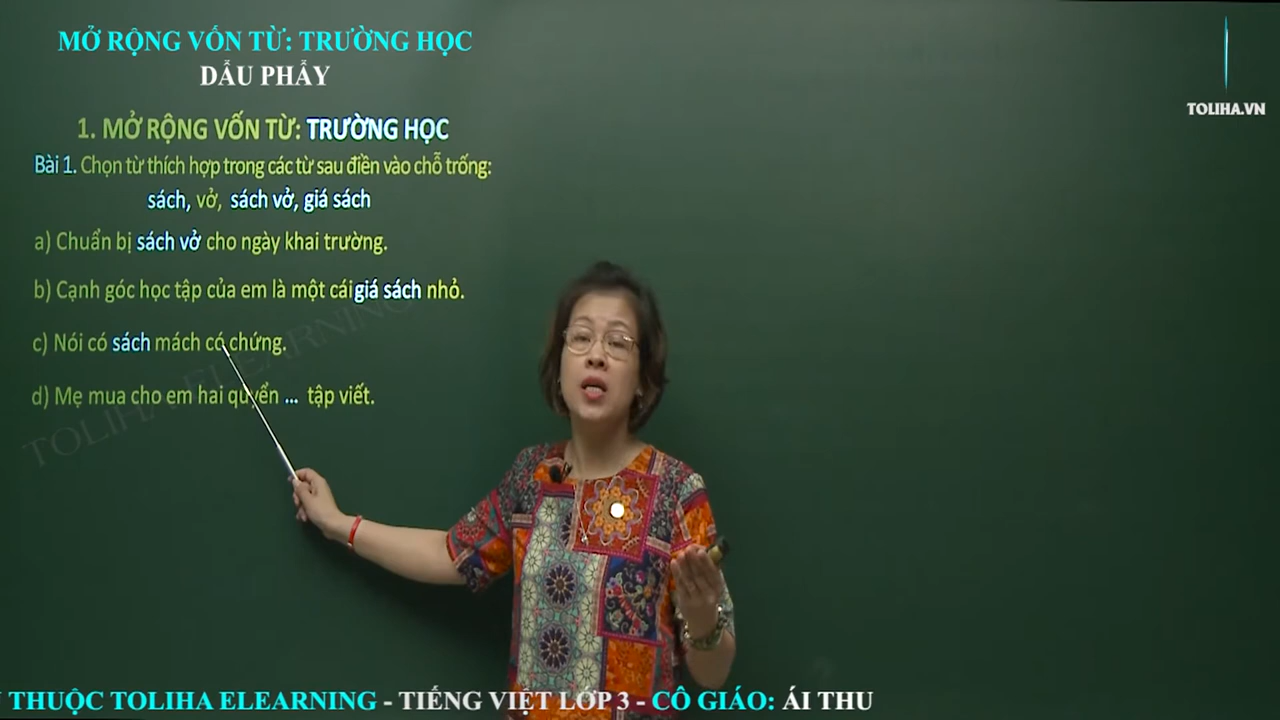 MỞ RỘNG VỐN TỪ: TRƯỜNG HỌC
DẤU PHẨY
TOLIHA.VN
1. MỞ RỘNG VỐN TỪ: TRƯỜNG HỌC
Bài 1. Chọn từ thích hợp trong các từ sau điền vào chỗ trống:
sách, vở, sách vở, giá sách
a) Chuẩn bị sách vở cho ngày khai trường.
b) Cạnh góc học tập của em là một cái giá sách nhỏ.
c) Nói có sách mách có chứng.
d) Mẹ mua cho em hai quyển ... tập viết.
TOLIHA ELEARNING
THUỘC TOLIHA ELEARNING - TIẾNG VIỆT LỚP 3 - CÔ GIÁO: ÁI THU